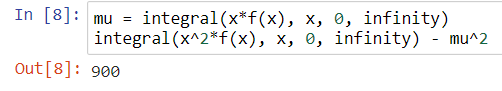 In [8]: mu = integral(x*f(x), x, 0, infinity)
integral(x^2*f(x), x, 0, infinity) - mu^2
Out[8]: 900